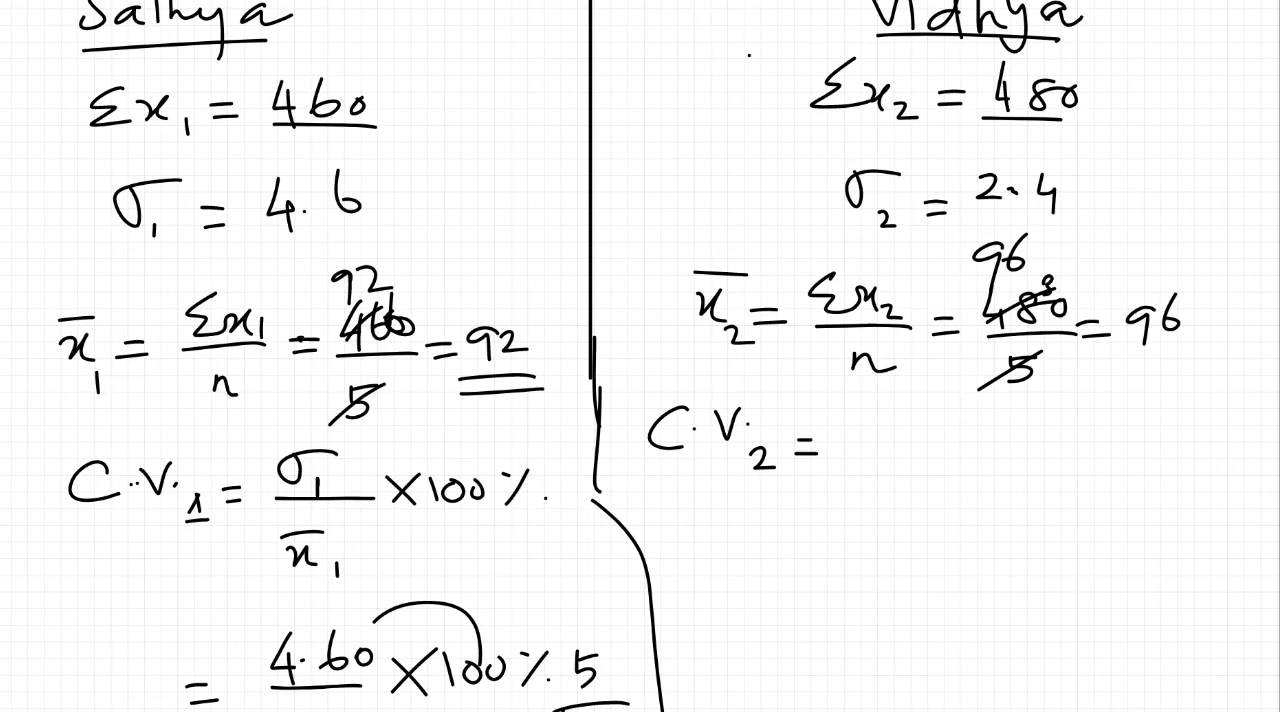 Sathya
Σx₁ = 460
σ₁ = 4.6
x̄₁ = Σx₁/n = 460/5 = 92
92
C.V.₁ = σ₁/x̄₁ × 100%.
= 4.60 × 100%. 5
Vidhya
Σx₂ = 480
σ₂ = 2.4
96
x̄₂ = Σx₂/n = 480/5 = 96
C.V.₂ =